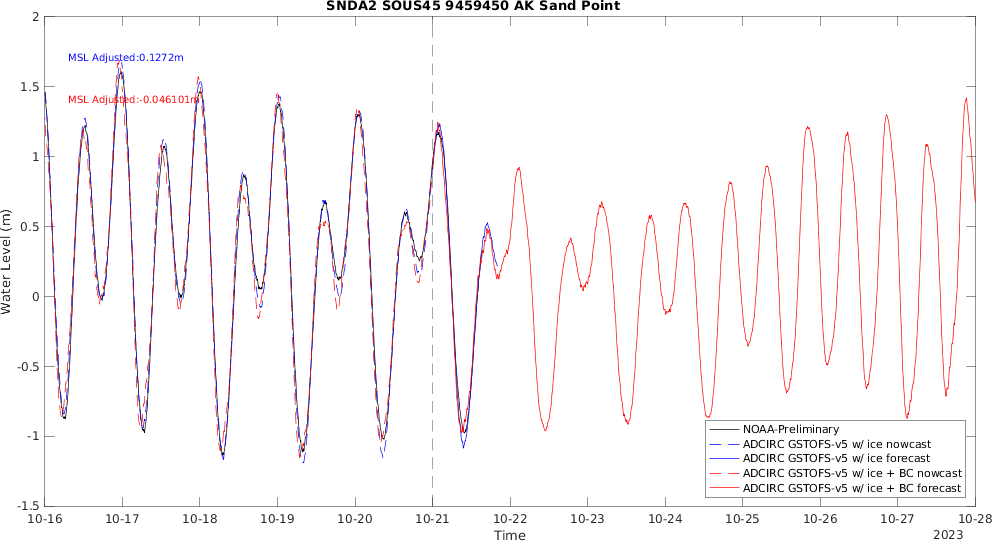 SNDA2 SOUS45 9459450 AK Sand Point
2
1.5
1
0.5
0
-0.5
-1
-1.5
Water Level (m)
MSL Adjusted:0.1272m
MSL Adjusted:-0.046101m
NOAA-Preliminary
ADCIRC GSTOFS-v5 w/ ice nowcast
ADCIRC GSTOFS-v5 w/ ice forecast
ADCIRC GSTOFS-v5 w/ ice + BC nowcast
ADCIRC GSTOFS-v5 w/ ice + BC forecast
10-16 10-17 10-18 10-19 10-20 10-21 10-22 10-23 10-24 10-25 10-26 10-27 10-28
Time
2023